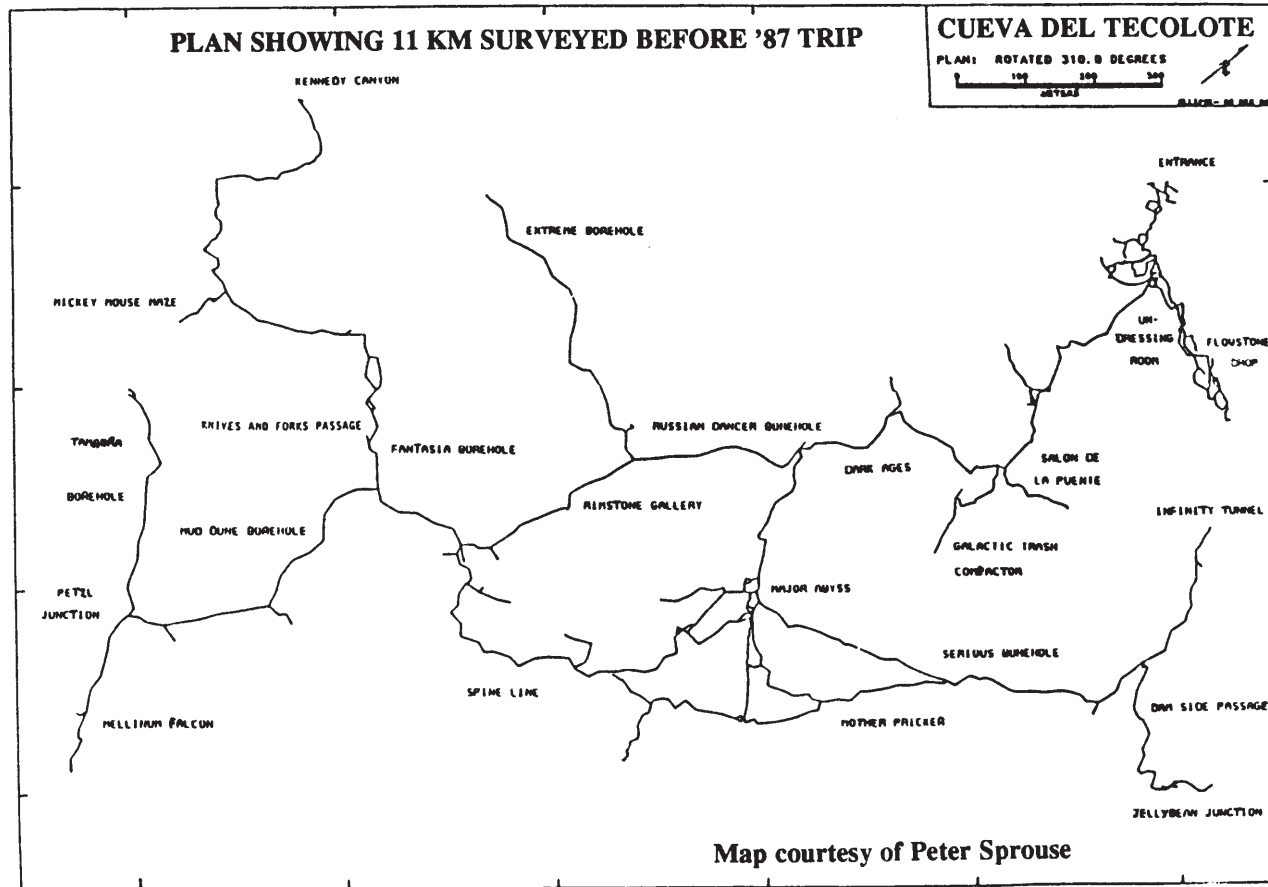 PLAN SHOWING 11 KM SURVEYED BEFORE '87 TRIP
CUEVA DEL TECOLOTE
PLAN: ROTATED 310.0 DEGREES
0 100 200 300
METERS
KENNEDY CANYON
ENTRANCE
EXTREME BOREHOLE
MICKEY MOUSE MAZE
UN-
DRESSING
ROOM
FLOWSTONE
CHOP
KNIVES AND FORKS PASSAGE
FANTASIA BOREHOLE
RUSSIAN DANCER BOREHOLE
DARK AGES
SALON DE
LA PUENTE
TAMBORA
BOREHOLE
MUD DUNE BOREHOLE
RIMSTONE GALLERY
INFINITY TUNNEL
GALACTIC TRASH
COMPACTOR
PETZL
JUNCTION
MAJOR ABYSS
SERIOUS BOREHOLE
SPINE LINE
MELLINUM FALCON
MOTHER PRICKER
DAM SIDE PASSAGE
JELLYBEAN JUNCTION
Map courtesy of Peter Sprouse